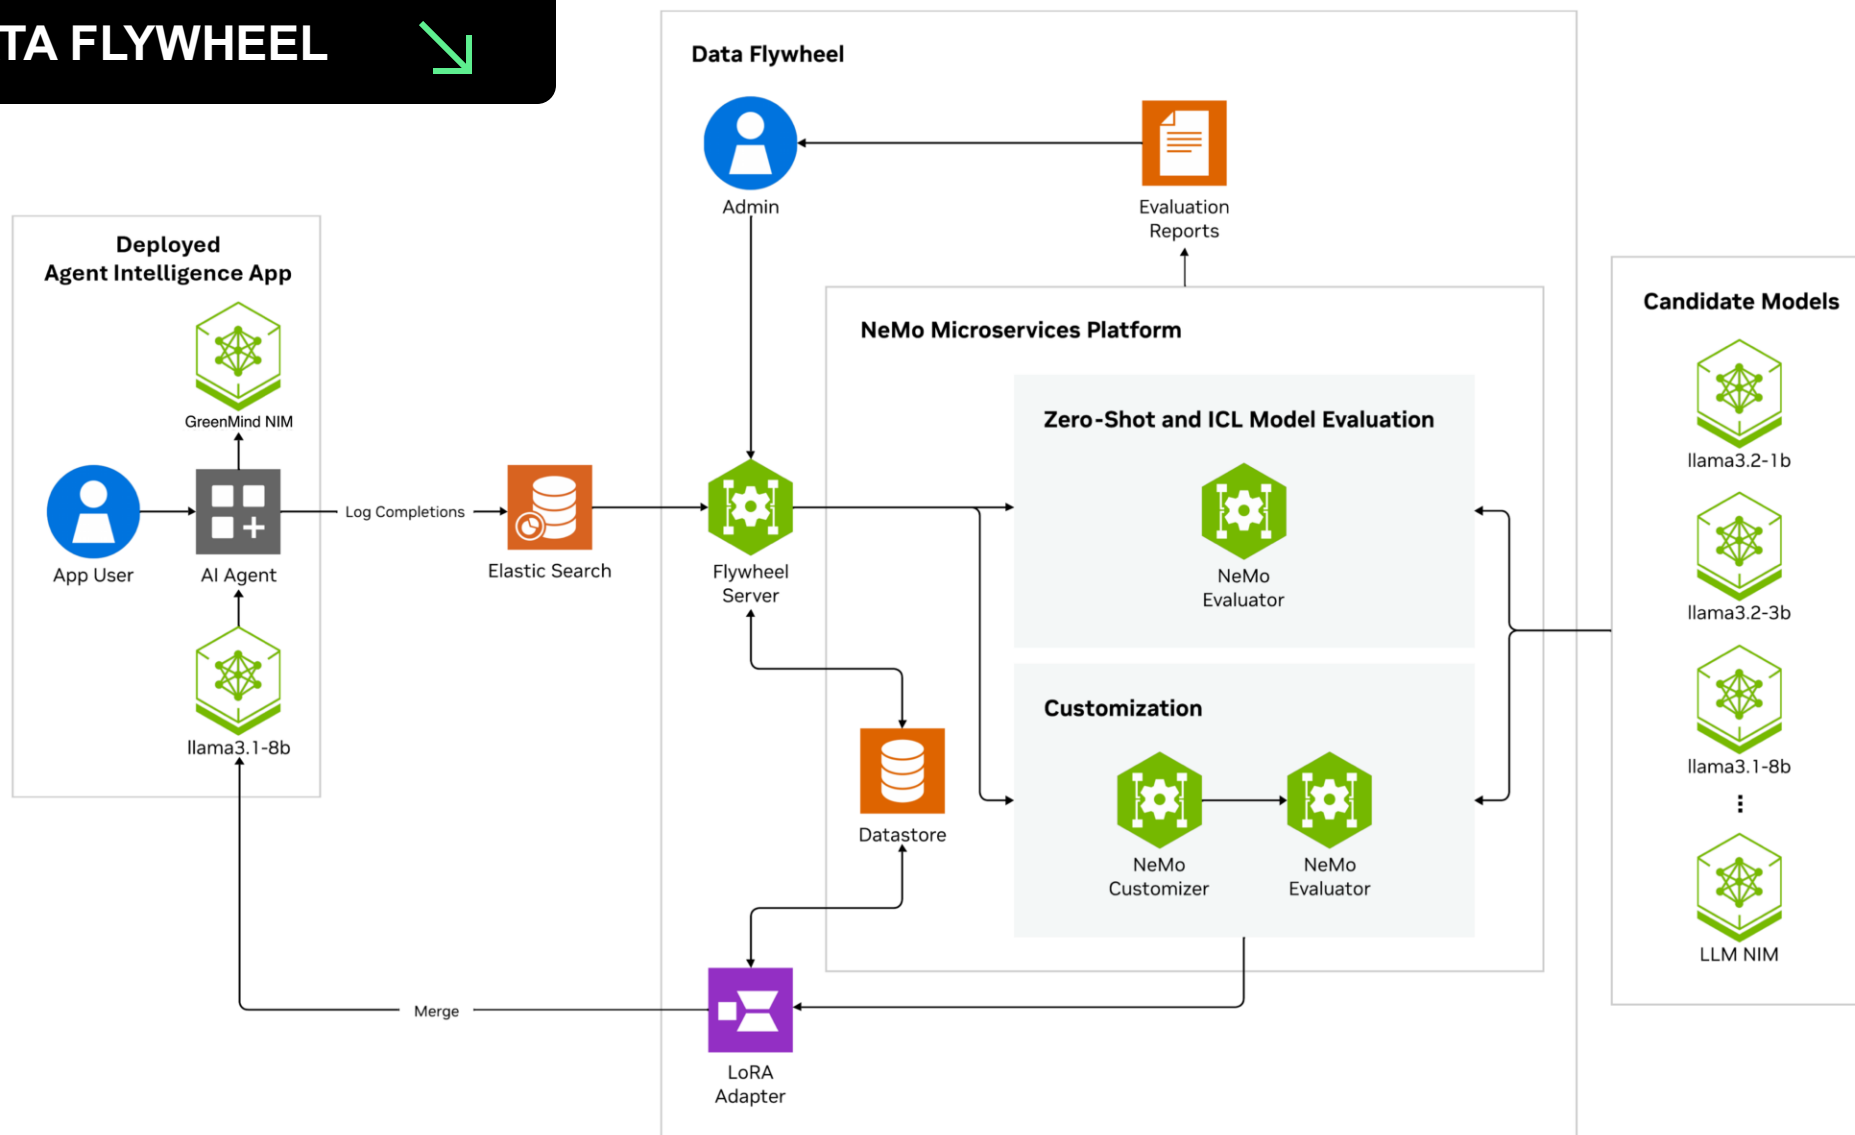 TA FLYWHEEL
Data Flywheel
Admin
Evaluation
Reports
Deployed
Agent Intelligence App
GreenMind NIM
App User
AI Agent
llama3.1-8b
Log Completions
Elastic Search
Flywheel
Server
NeMo Microservices Platform
Zero-Shot and ICL Model Evaluation
NeMo
Evaluator
Customization
NeMo
Customizer
NeMo
Evaluator
Datastore
Merge
LoRA
Adapter
Candidate Models
llama3.2-1b
llama3.2-3b
llama3.1-8b
LLM NIM